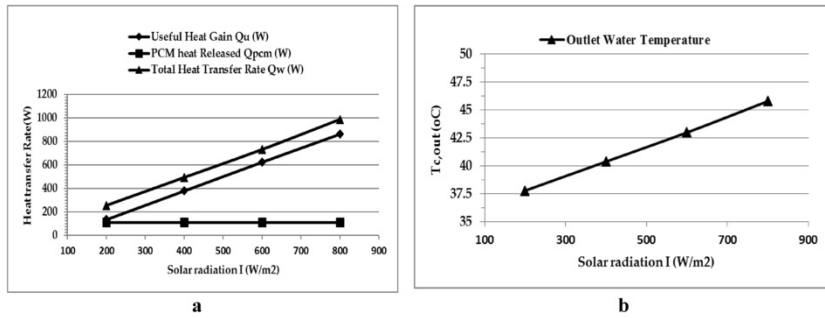 Useful Heat Gain Qu (W)
PCM heat Released Qpcm (W)
Total Heat Transfer Rate Qw (W)
1200
1000
800
600
400
200
0
Heat transfer Rate(W)
100 200 300 400 500 600 700 800 900
Solar radiation I (W/m2)
a
Outlet Water Temperature
50
47.5
45
42.5
40
37.5
35
Tc,out (oC)
100 300 500 700 900
Solar radiation I (W/m2)
b